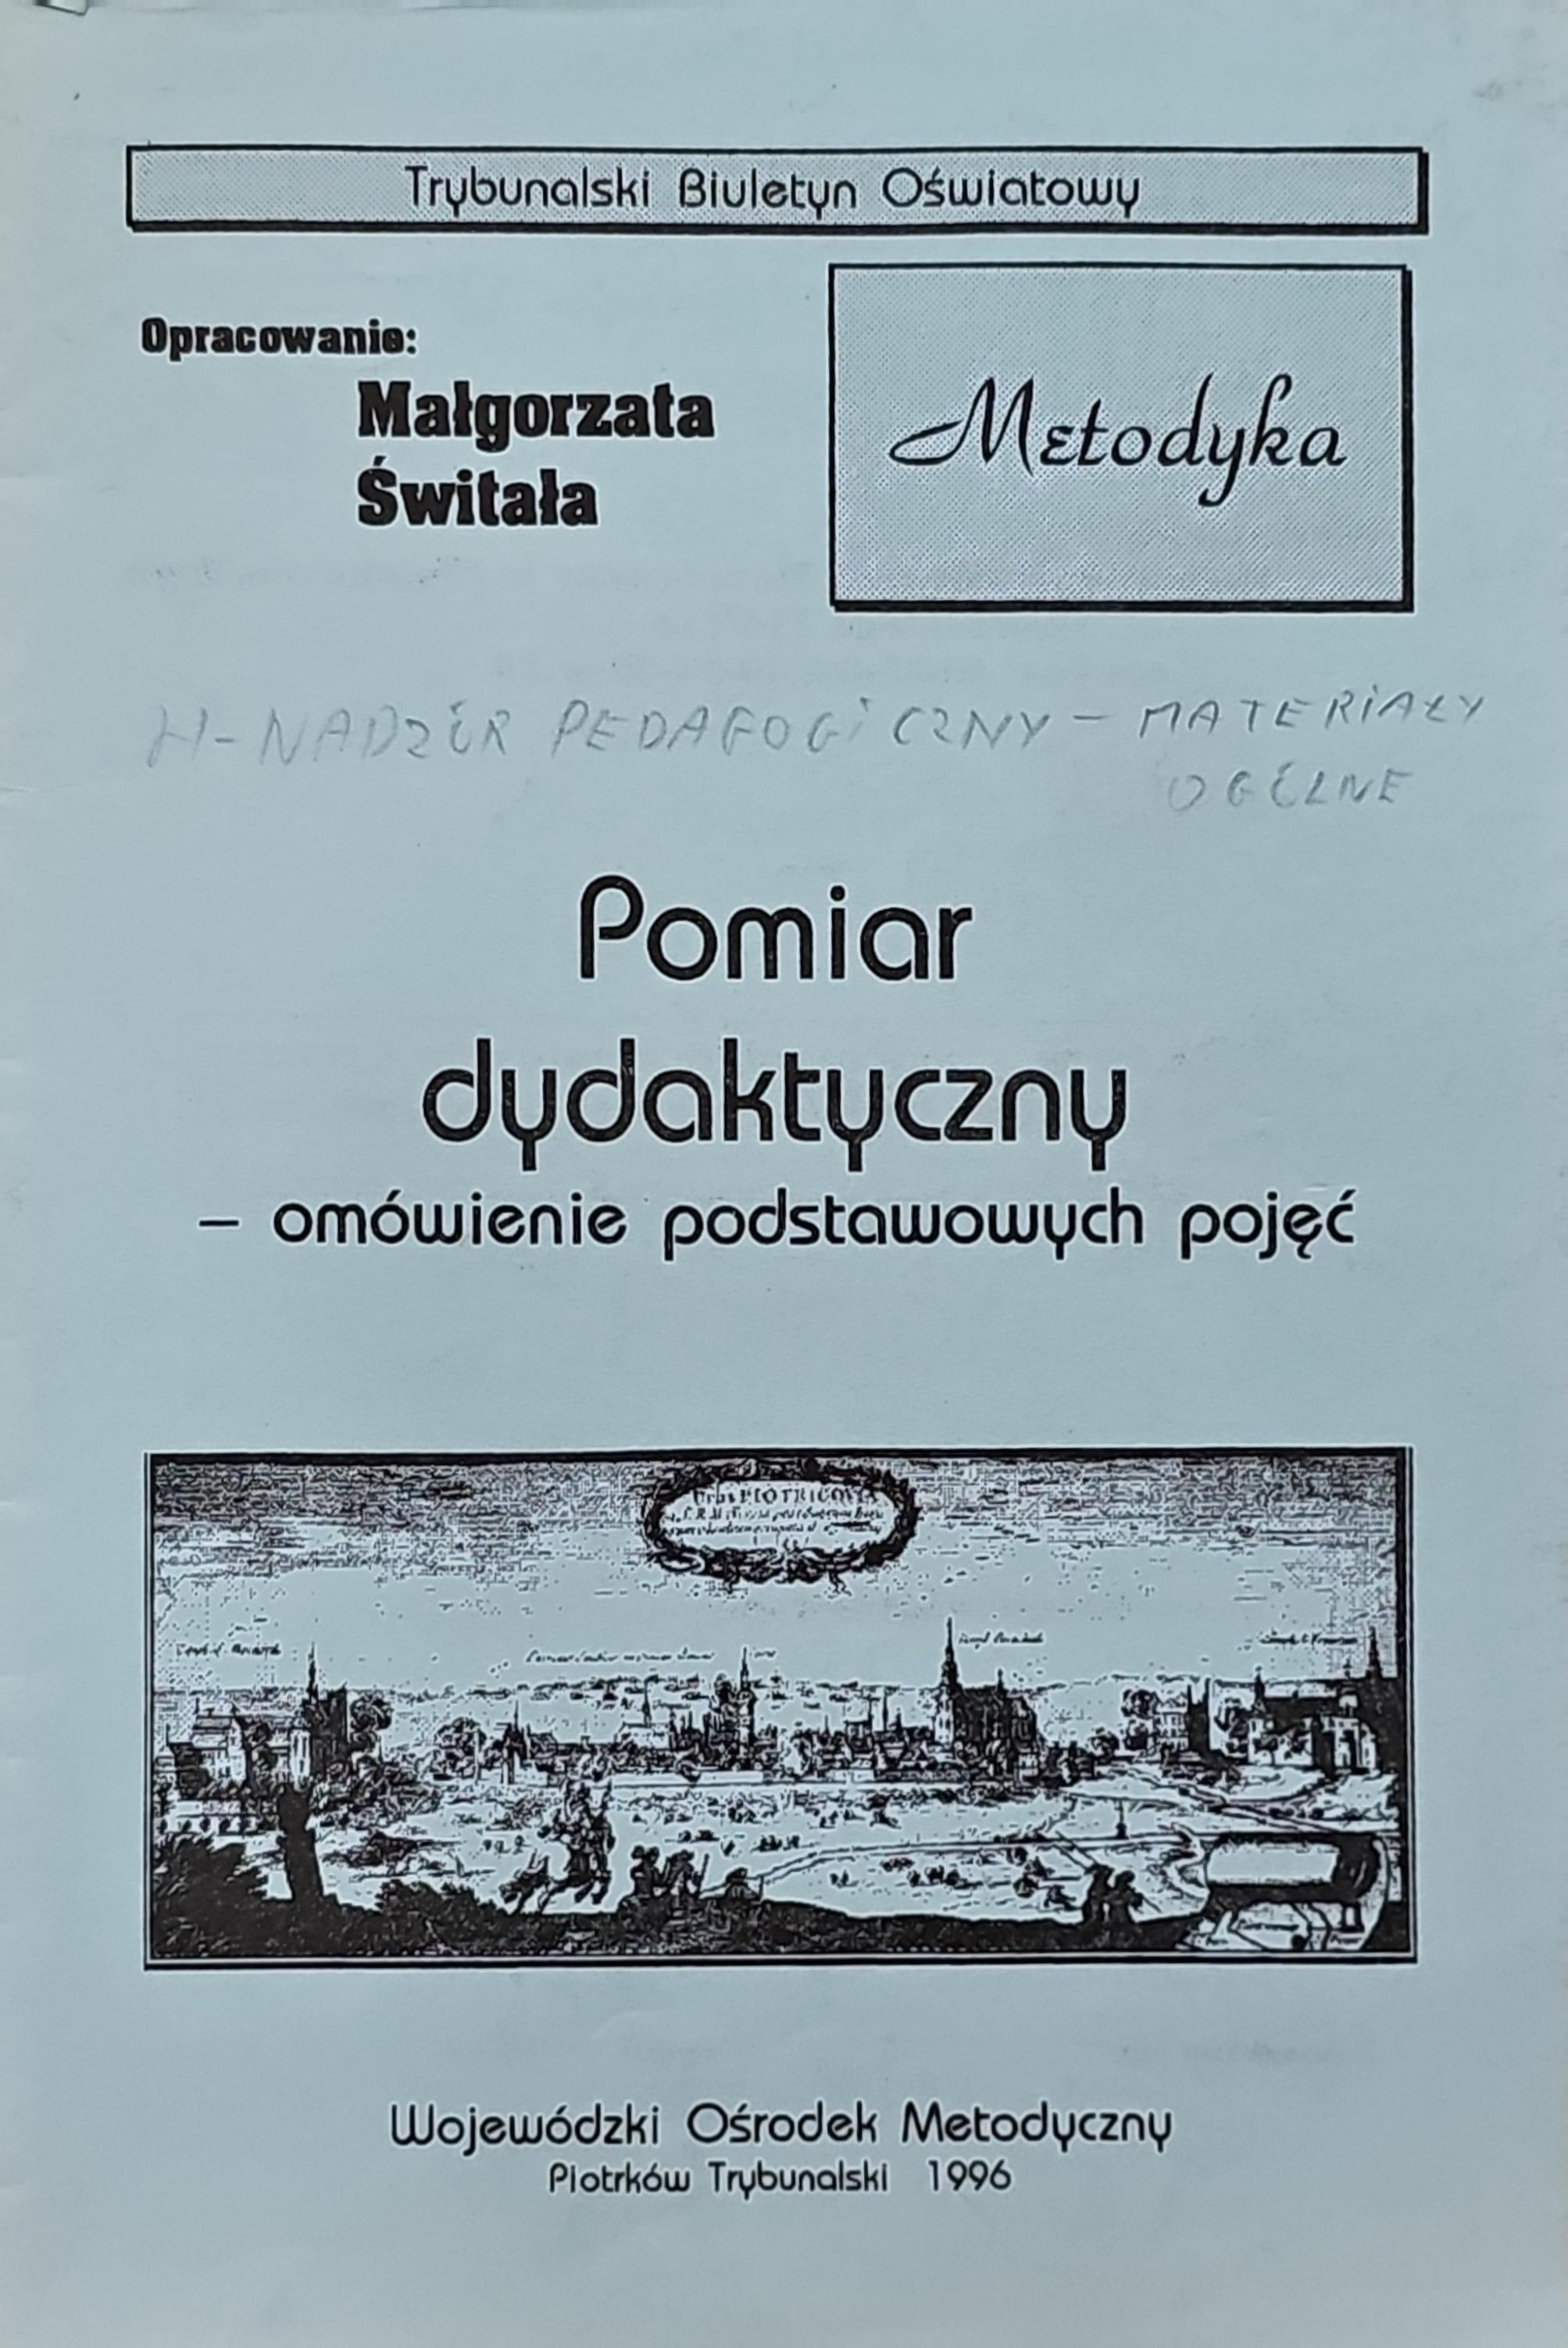 Trybunalski Biuletyn Oświatowy
Opracowanie:
Małgorzata
Świtała
Metodyka
H-NADZÓR PEDAGOGICZNY - MATERIAŁY
OGÓLNE
Pomiar
dydaktyczny
– omówienie podstawowych pojęć
Wojewódzki Ośrodek Metodyczny
Piotrków Trybunalski 1996